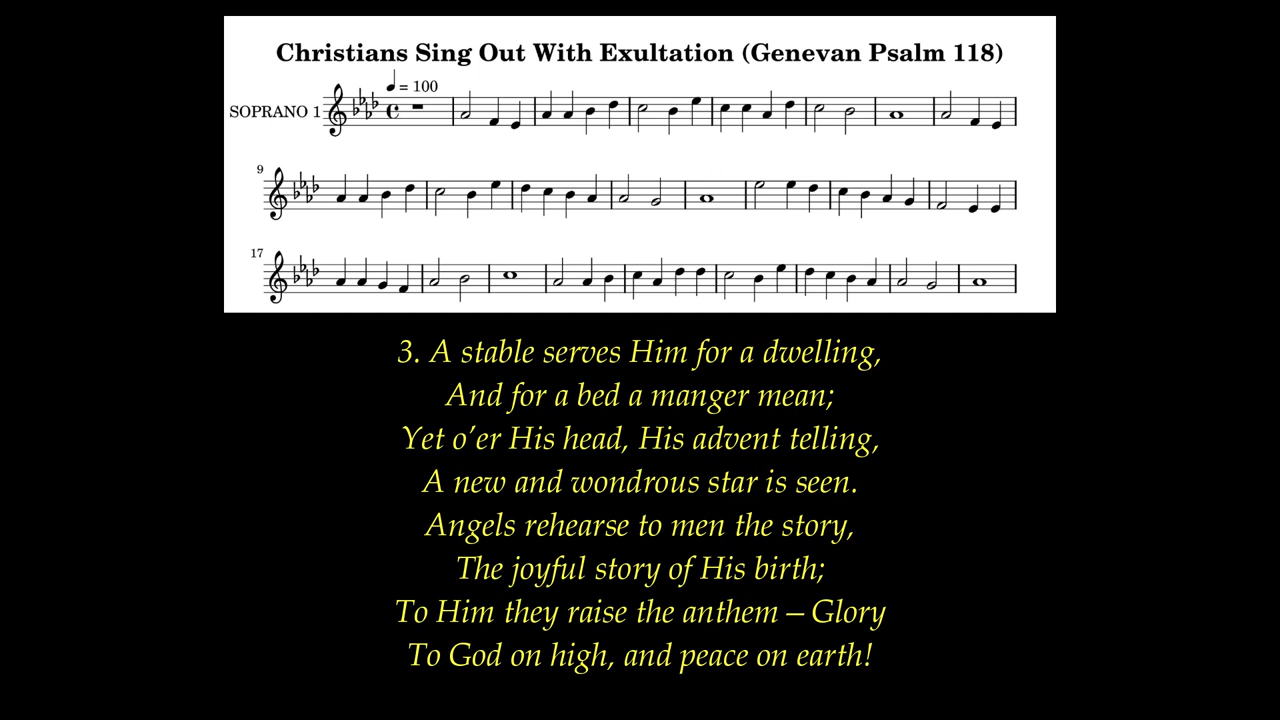 Christians Sing Out With Exultation (Genevan Psalm 118)
= 100
SOPRANO 1
9
17
3. A stable serves Him for a dwelling,
And for a bed a manger mean;
Yet o’er His head, His advent telling,
A new and wondrous star is seen.
Angels rehearse to men the story,
The joyful story of His birth;
To Him they raise the anthem – Glory
To God on high, and peace on earth!